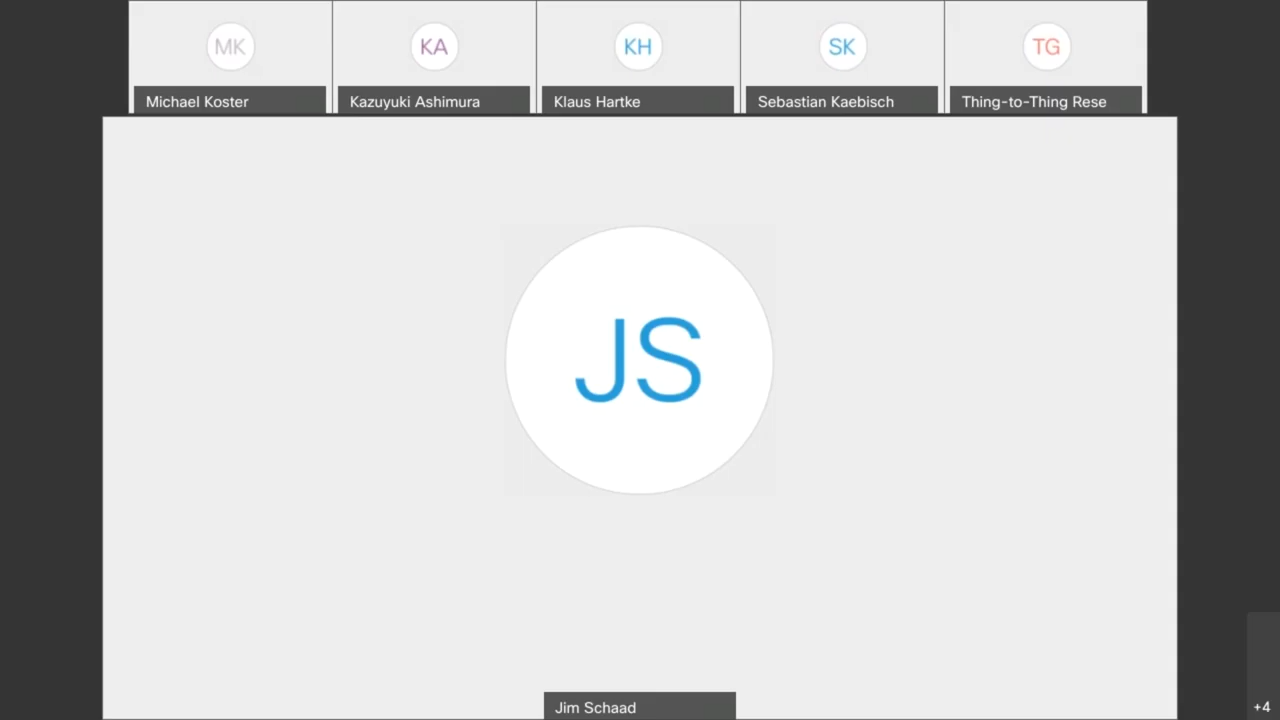 MK
KA
KH
SK
TG
Michael Koster
Kazuyuki Ashimura
Klaus Hartke
Sebastian Kaebisch
Thing-to-Thing Rese
JS
Jim Schaad
+4